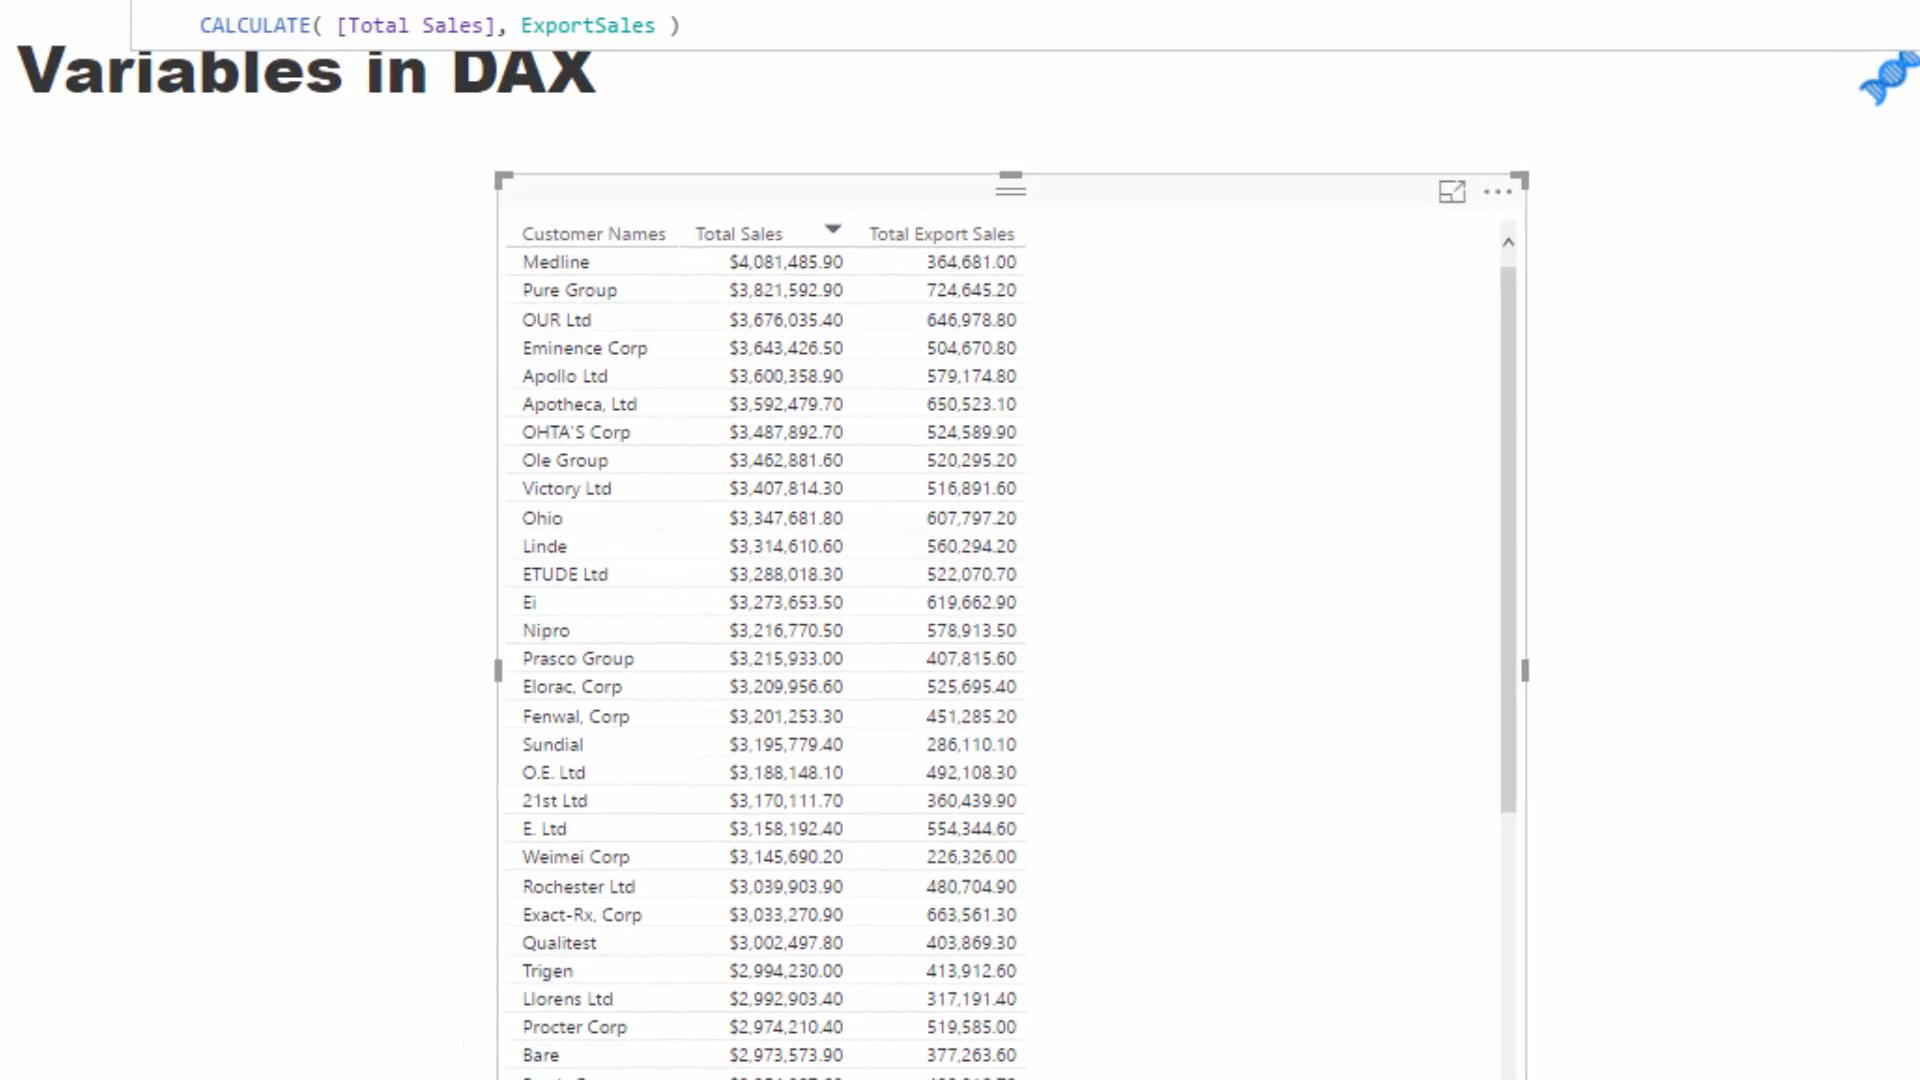 CALCULATE( [Total Sales], ExportSales )
Variables in DAX
Customer Names Total Sales Total Export Sales
Medline $4,081,485.90 364,681.00
Pure Group $3,821,592.90 724,645.20
OUR Ltd $3,676,035.40 646,978.80
Eminence Corp $3,643,426.50 504,670.80
Apollo Ltd $3,600,358.90 579,174.80
Apotheca, Ltd $3,592,479.70 650,523.10
OHTA'S Corp $3,487,892.70 524,589.90
Ole Group $3,462,881.60 520,295.20
Victory Ltd $3,407,814.30 516,891.60
Ohio $3,347,681.80 607,797.20
Linde $3,314,610.60 560,294.20
ETUDE Ltd $3,288,018.30 522,070.70
Ei $3,273,653.50 619,662.90
Nipro $3,216,770.50 578,913.50
Prasco Group $3,215,933.00 407,815.60
Elorac, Corp $3,209,956.60 525,695.40
Fenwal, Corp $3,201,253.30 451,285.20
Sundial $3,195,779.40 286,110.10
O.E. Ltd $3,188,148.10 492,108.30
21st Ltd $3,170,111.70 360,439.90
E. Ltd $3,158,192.40 554,344.60
Weimei Corp $3,145,690.20 226,326.00
Rochester Ltd $3,039,903.90 480,704.90
Exact-Rx, Corp $3,033,270.90 663,561.30
Qualitest $3,002,497.80 403,869.30
Trigen $2,994,230.00 413,912.60
Llorens Ltd $2,992,903.40 317,191.40
Procter Corp $2,974,210.40 519,585.00
Bare $2,973,573.90 377,263.60